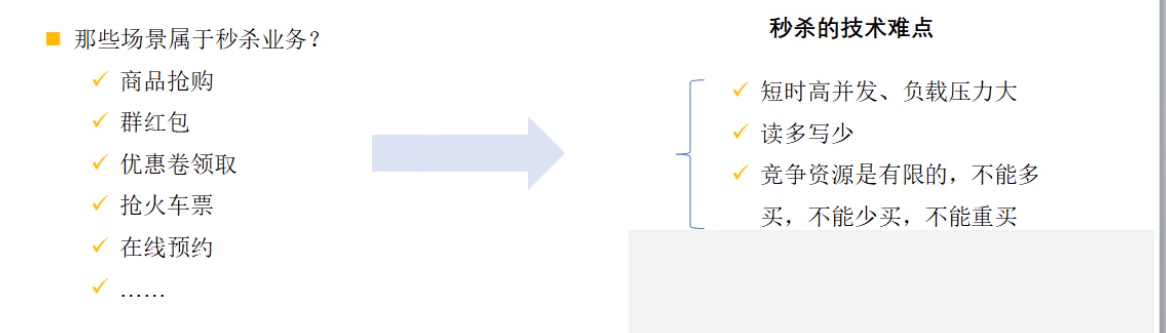 那些场景属于秒杀业务？
商品抢购
群红包
优惠卷领取
抢火车票
在线预约
……
秒杀的技术难点
短时高并发、负载压力大
读多写少
竞争资源是有限的，不能多
买，不能少买，不能重买